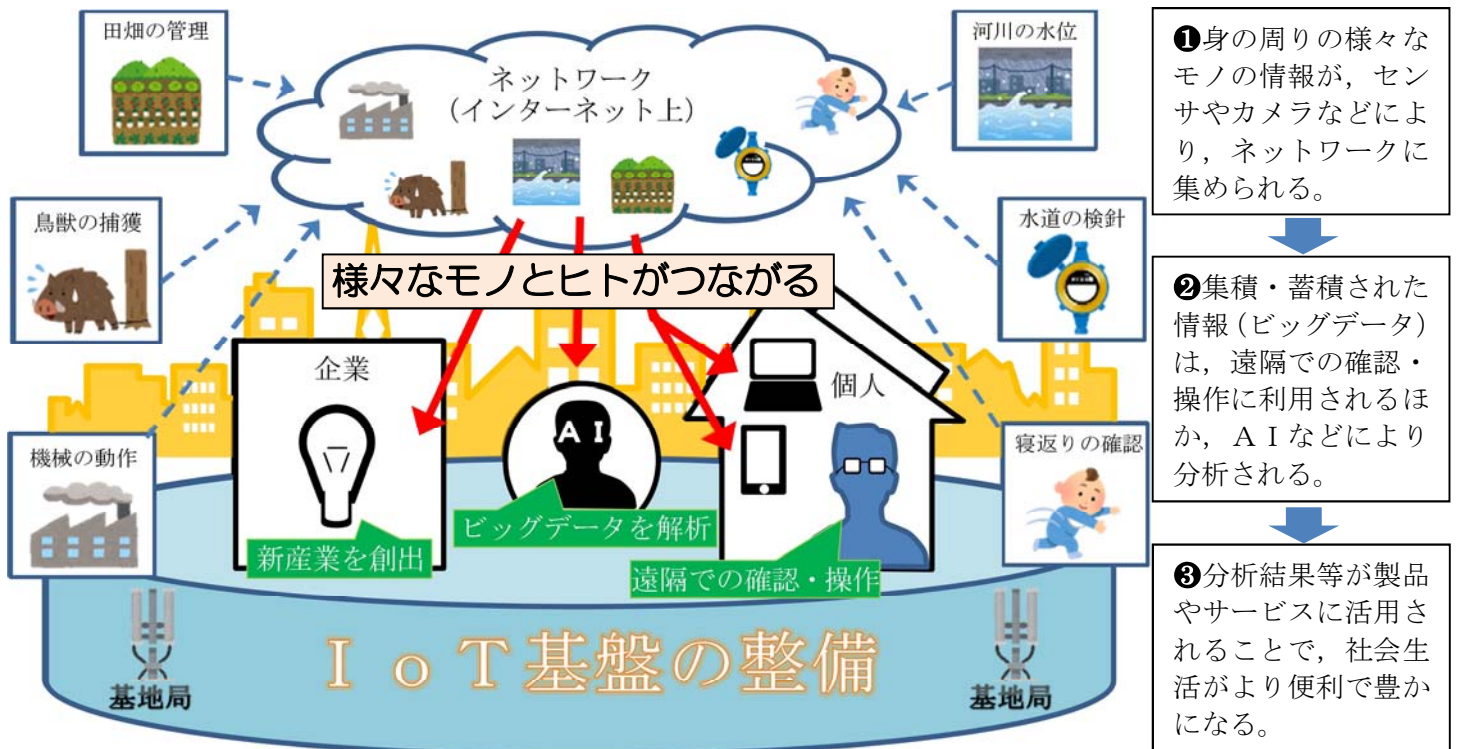 田畑の管理
ネットワーク
(インターネット上)
河川の水位
鳥獣の捕獲
水道の検針
様々なモノとヒトがつながる
企業
個人
ＡＩ
機械の動作
寝返りの確認
ビッグデータを解析
新産業を創出
遠隔での確認・操作
ＩｏＴ基盤の整備
基地局
基地局
❶身の周りの様々な
モノの情報が，セン
サやカメラなどによ
り，ネットワークに
集められる。
❷集積・蓄積された
情報(ビッグデータ)
は，遠隔での確認・
操作に利用されるほ
か，ＡＩなどにより
分析される。
❸分析結果等が製品
やサービスに活用さ
れることで，社会生
活がより便利で豊か
になる。